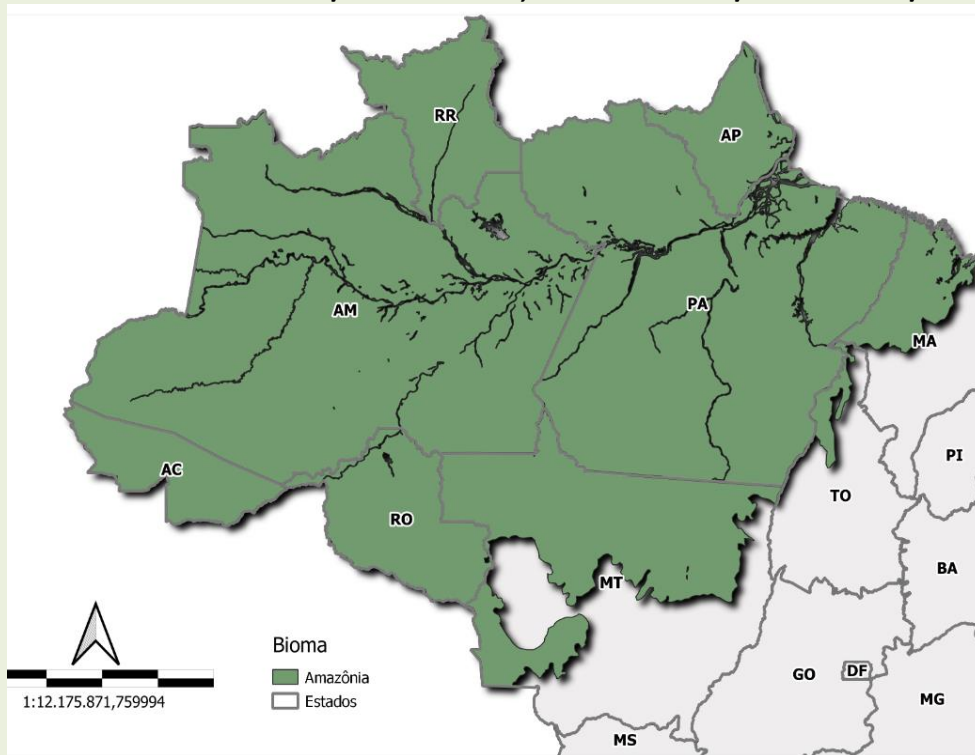 RR
AP
AM
PA
MA
AC
PI
TO
RO
BA
MT
Bioma
Amazônia
Estados
1:12.175.871,759994
GO
DF
MG
MS